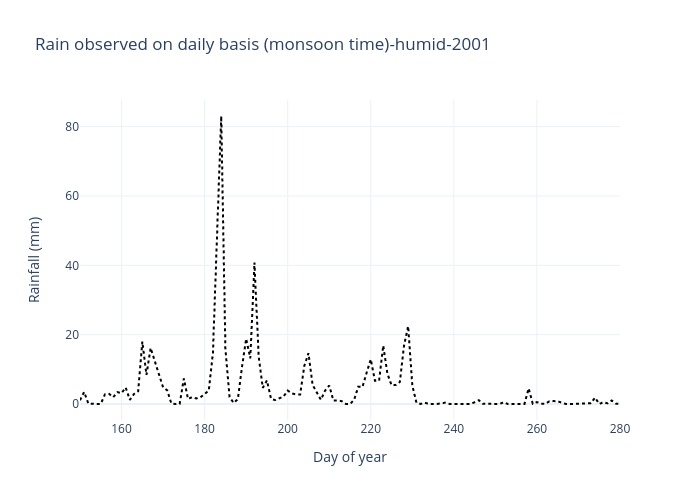 Rain observed on daily basis (monsoon time)-humid-2001
80
60
40
20
0
Rainfall (mm)
160 180 200 220 240 260 280
Day of year